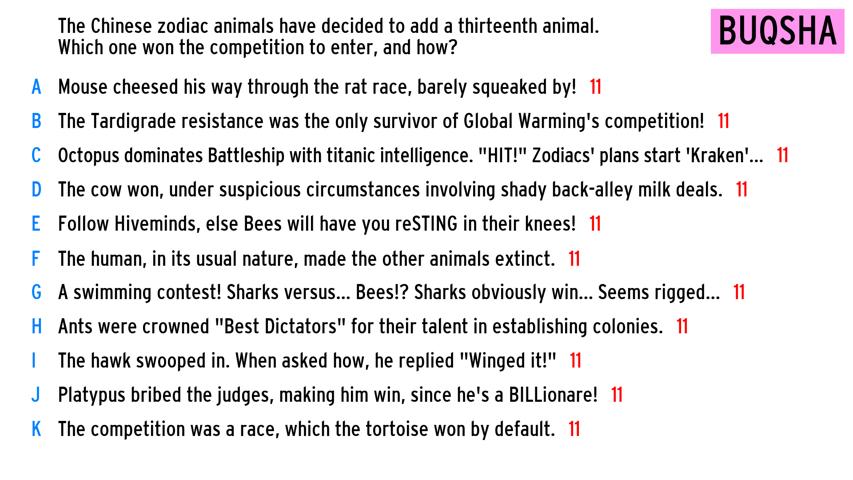 The Chinese zodiac animals have decided to add a thirteenth animal.
Which one won the competition to enter, and how?
BUQSHA
A Mouse cheesed his way through the rat race, barely squeaked by! 11
B The Tardigrade resistance was the only survivor of Global Warming's competition! 11
C Octopus dominates Battleship with titanic intelligence. "HIT!" Zodiacs' plans start 'Kraken'... 11
D The cow won, under suspicious circumstances involving shady back-alley milk deals. 11
E Follow Hiveminds, else Bees will have you reSTING in their knees! 11
F The human, in its usual nature, made the other animals extinct. 11
G A swimming contest! Sharks versus... Bees!? Sharks obviously win... Seems rigged... 11
H Ants were crowned "Best Dictators" for their talent in establishing colonies. 11
I The hawk swooped in. When asked how, he replied "Winged it!" 11
J Platypus bribed the judges, making him win, since he's a BILLionare! 11
K The competition was a race, which the tortoise won by default. 11